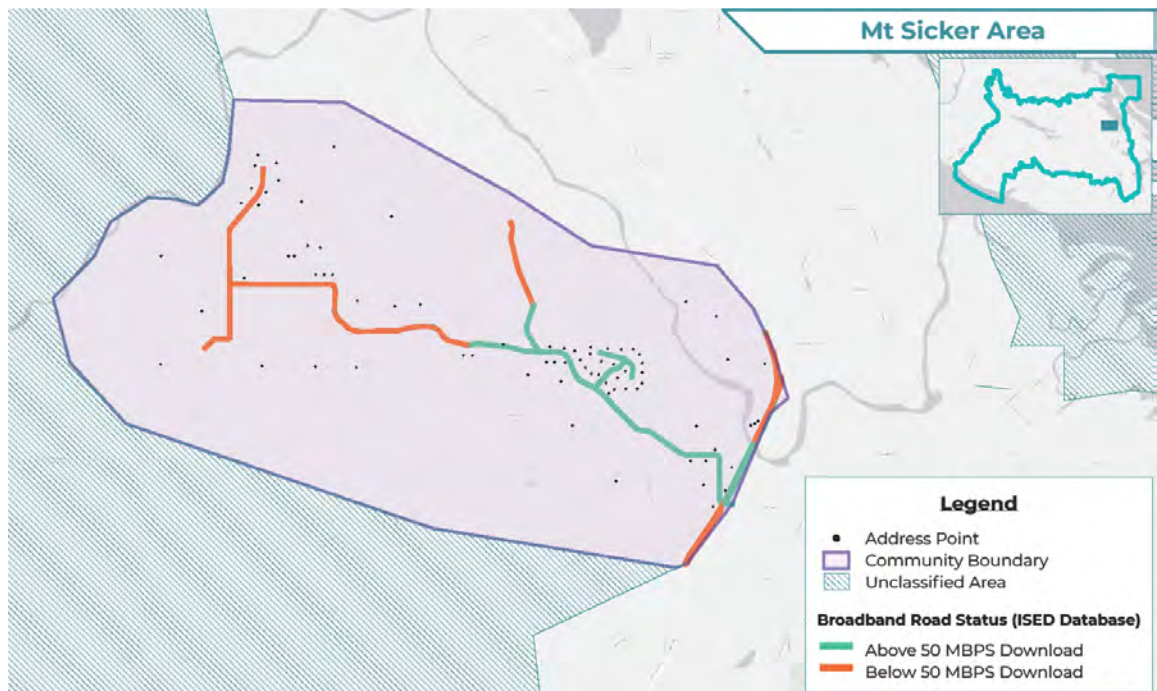 Mt Sicker Area
Legend
Address Point
Community Boundary
Unclassified Area
Broadband Road Status (ISED Database)
Above 50 MBPS Download
Below 50 MBPS Download